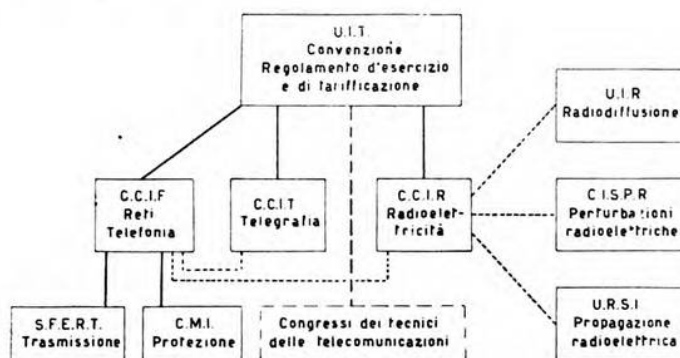 U.I.T.
Convenzione
Regolamento d'esercizio
e di tarifficazione
U.I.R
Radiodiffusione
C.C.I.F
Reti
Telefonia
C.C.I.T
Telegrafia
C.C.I.R
Radioelet-
tricità
C.I.S.P.R
Perturbazioni
radioelettriche
S.F.E.R.T.
Trasmissione
C.M.I.
Protezione
Congressi dei tecnici
delle telecomunicazioni
U.R.S.I
Propagazione
radioelettrica